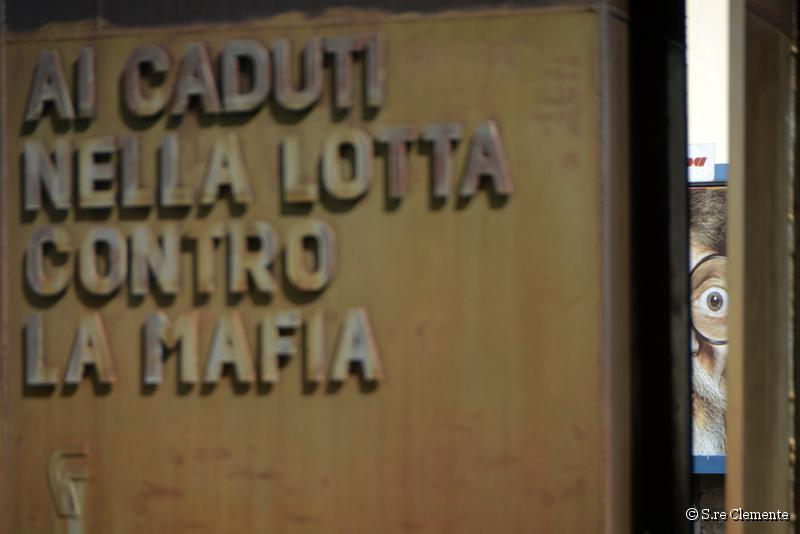 AI CADUTI
NELLA LOTTA
CONTRO
LA MAFIA
© S.re Clemente